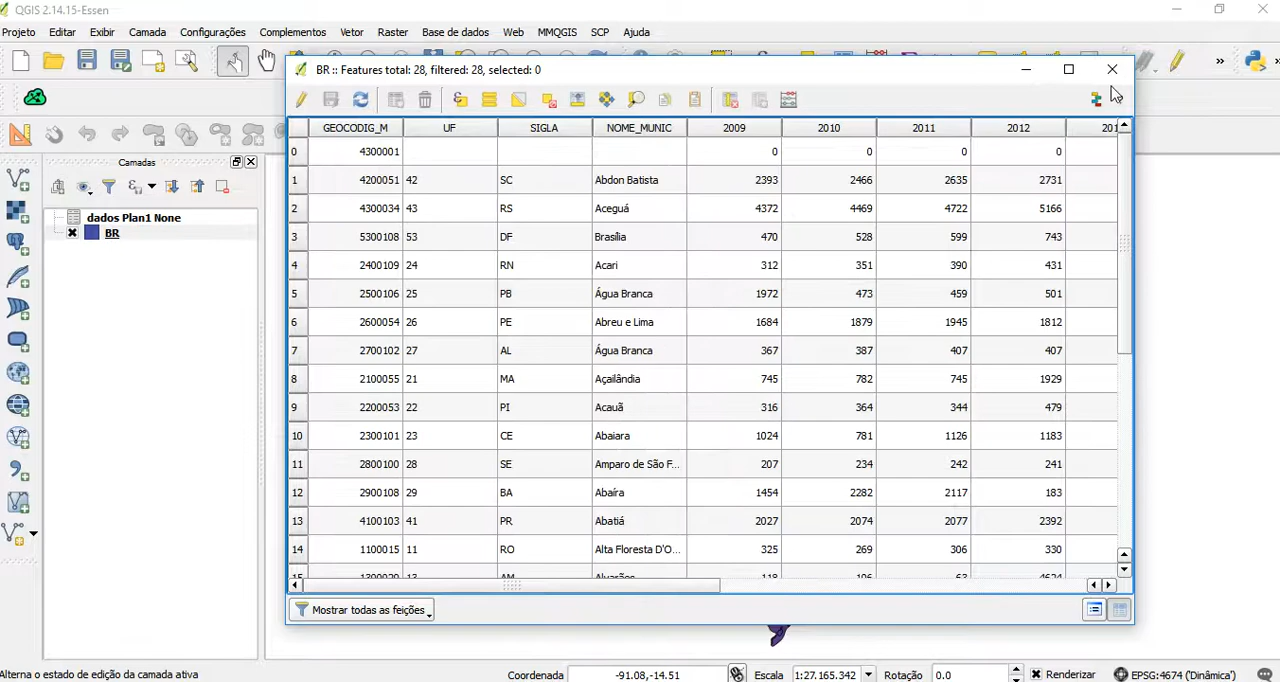 QGIS 2.14.15-Essen
Projeto Editar Exibir Camada Configurações Complementos Vetor Raster Base de dados Web MMQGIS SCP Ajuda
BR :: Features total: 28, filtered: 28, selected: 0
GEOCODIG_M UF SIGLA NOME_MUNIC 2009 2010 2011 2012
0 4300001 0 0 0 0
1 4200051 42 SC Abdon Batista 2393 2466 2635 2731
2 4300034 43 RS Aceguá 4372 4469 4722 5166
3 5300108 53 DF Brasília 470 528 599 743
4 2400109 24 RN Acari 312 351 390 431
5 2500106 25 PB Água Branca 1972 473 459 501
6 2600054 26 PE Abreu e Lima 1684 1879 1945 1812
7 2700102 27 AL Água Branca 367 387 407 407
8 2100055 21 MA Açailândia 745 782 745 1929
9 2200053 22 PI Acauã 316 364 344 479
10 2300101 23 CE Abaiara 1024 781 1126 1183
11 2800100 28 SE Amparo de São F... 207 234 242 241
12 2900108 29 BA Abaíra 1454 2282 2117 183
13 4100103 41 PR Abatiá 2027 2074 2077 2392
14 1100015 11 RO Alta Floresta D'O... 325 269 306 330
Camadas
dados Plan1 None
BR
Mostrar todas as feições
Alterna o estado de edição da camada ativa
Coordenada -91.08,-14.51 Escala 1:27.165.342 Rotação 0.0 Renderizar EPSG:4674 ('Dinâmica')